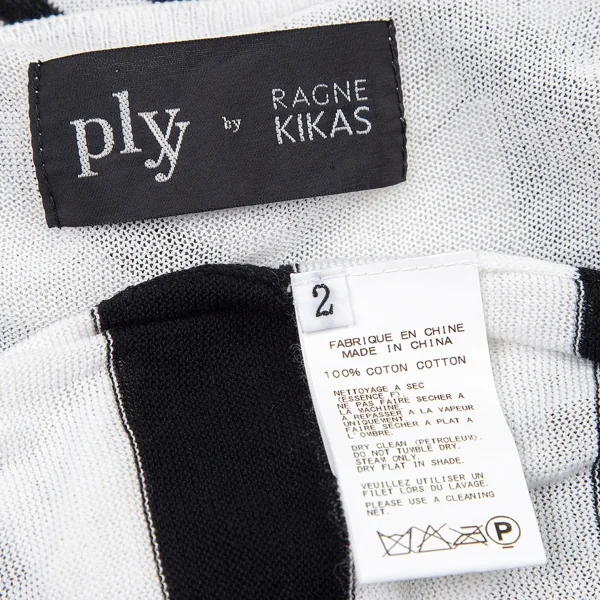 ply by RAGNE
KIKAS
2
FABRIQUE EN CHINE
MADE IN CHINA
100% COTON COTTON
NETTOYAGE A SEC
(ESSENCE F).
NE PAS FAIRE SECHER A
LA MACHINE.
A REPASSER A LA VAPEUR
UNIQUEMENT.
FAIRE SÉCHER A PLAT A
L'OMBRE.
DRY CLEAN (PETROLEUM).
DO NOT TUMBLE DRY.
STEAM ONLY.
DRY FLAT IN SHADE.
VEUILLEZ UTILISER UN
FILET LORS DU LAVAGE.
PLEASE USE A CLEANING
NET.
P